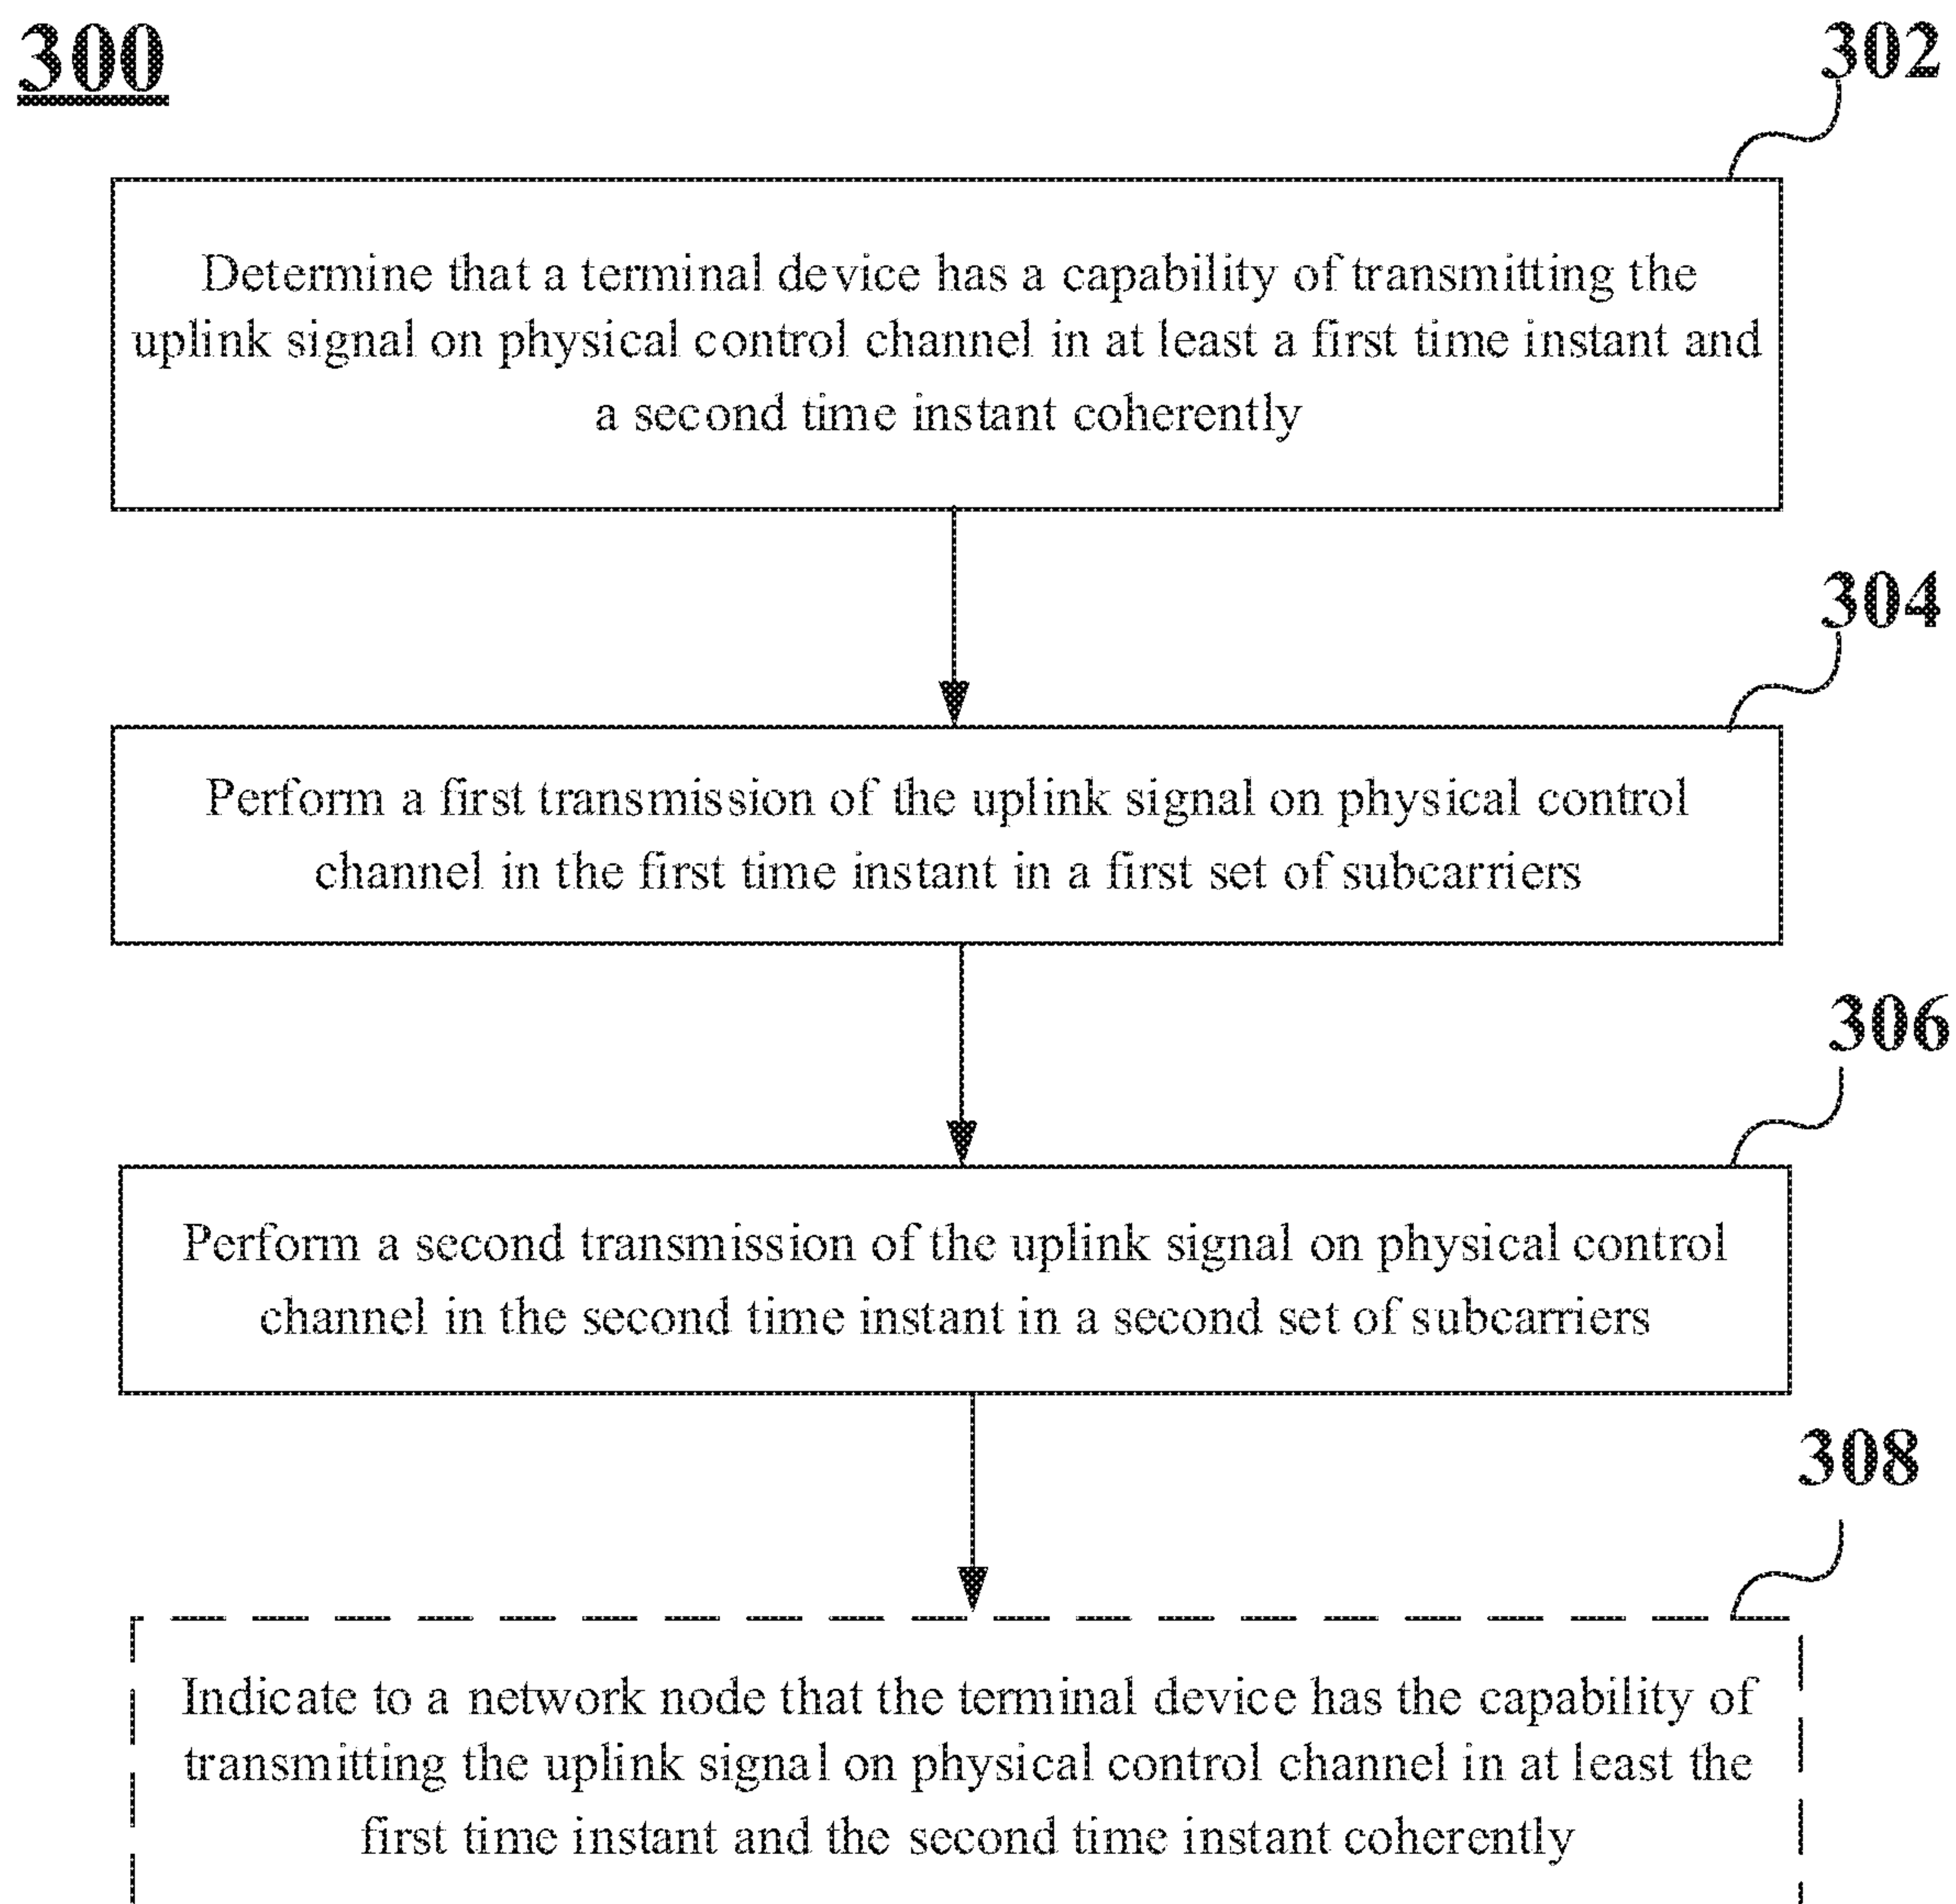 300
302
Determine that a terminal device has a capability of transmitting the
uplink signal on physical control channel in at least a first time instant and
a second time instant coherently
304
Perform a first transmission of the uplink signal on physical control
channel in the first time instant in a first set of subcarriers
306
Perform a second transmission of the uplink signal on physical control
channel in the second time instant in a second set of subcarriers
308
Indicate to a network node that the terminal device has the capability of
transmitting the uplink signal on physical control channel in at least the
first time instant and the second time instant coherently